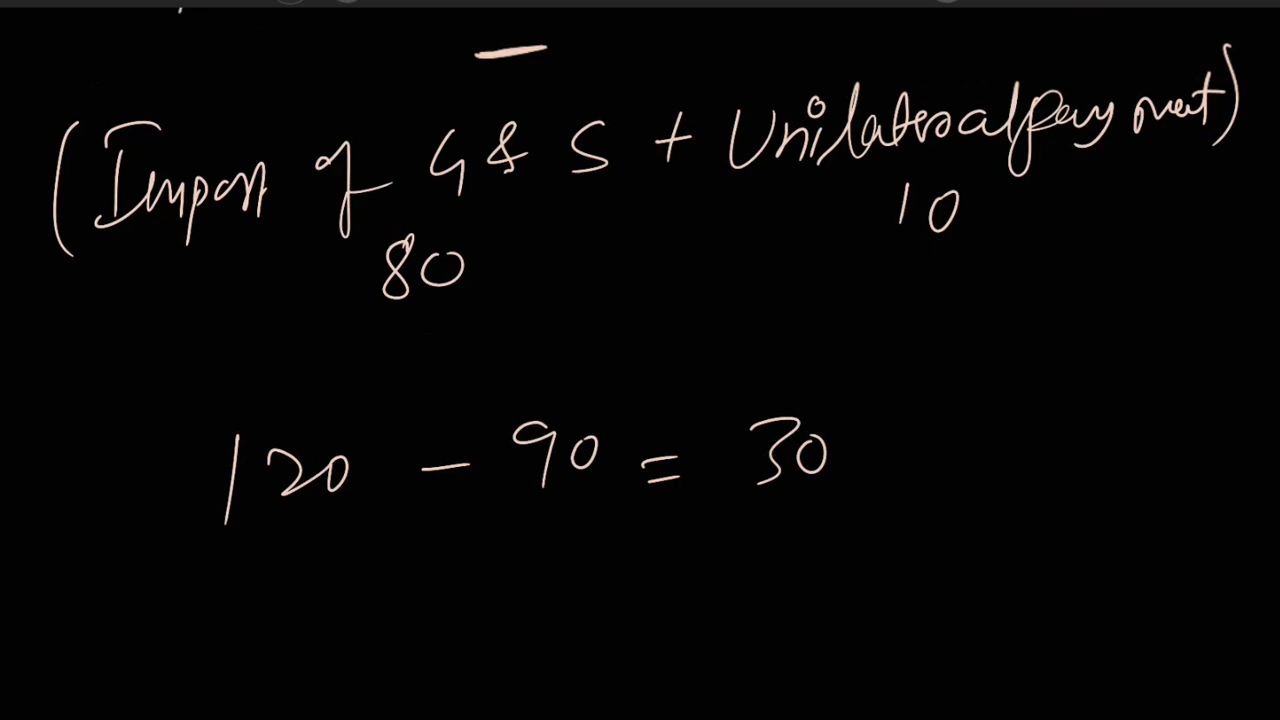 —
(Import of G & S + Unilateral payment)
80 10
120 - 90 = 30